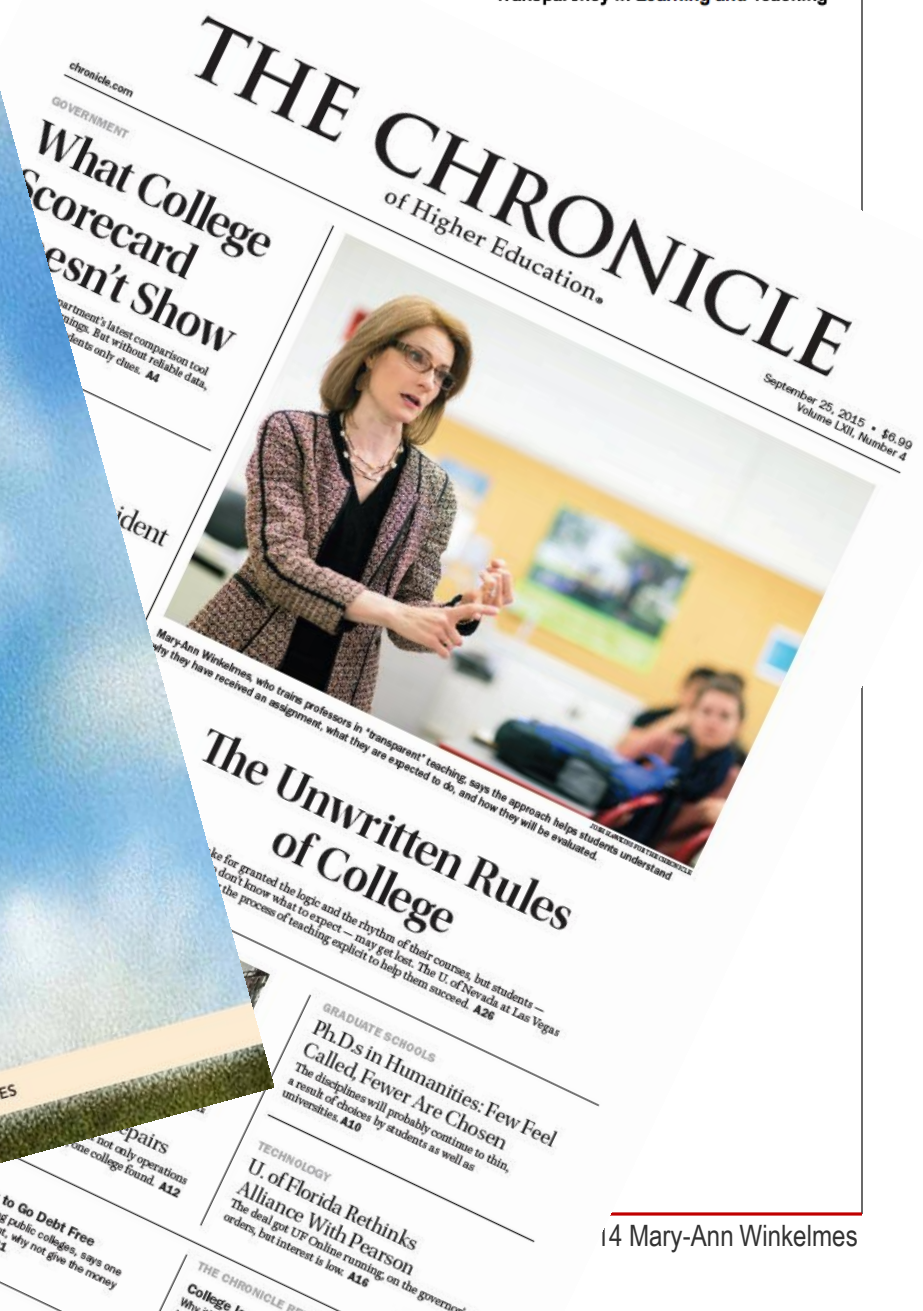 Transparency in Learning and Teaching
THE CHRONICLE
of Higher Education
chronicle.com
September 25, 2015 • $6.99
Volume LXII, Number 4
GOVERNMENT
What College
Scorecard
esn't Show
partment's latest comparison tool
nings. But without reliable data,
dents only clues. A4
ident
Mary-Ann Winkelmes, who trains professors in "transparent" teaching, says the approach helps students understand
why they have received an assignment, what they are expected to do, and how they will be evaluated.
FOR THE CHRONICLE
The Unwritten Rules
of College
ke for granted the logic and the rhythm of their courses, but students —
don't know what to expect — may get lost. The U. of Nevada at Las Vegas
the process of teaching explicit to help them succeed. A26
GRADUATE SCHOOLS
Ph.D.s in Humanities: Few Feel
Called, Fewer Are Chosen
The disciplines will probably continue to thin,
a result of choices by students as well as
universities. A10
TECHNOLOGY
U. of Florida Rethinks
Alliance With Pearson
The deal got UF Online running, on the governor's
orders, but interest is low. A16
ES
epairs
not only operations
one college found. A12
to Go Debt Free
g public colleges, says one
t, why not give the money
1
THE CHRONICLE RE
College
Why i
14 Mary-Ann Winkelmes